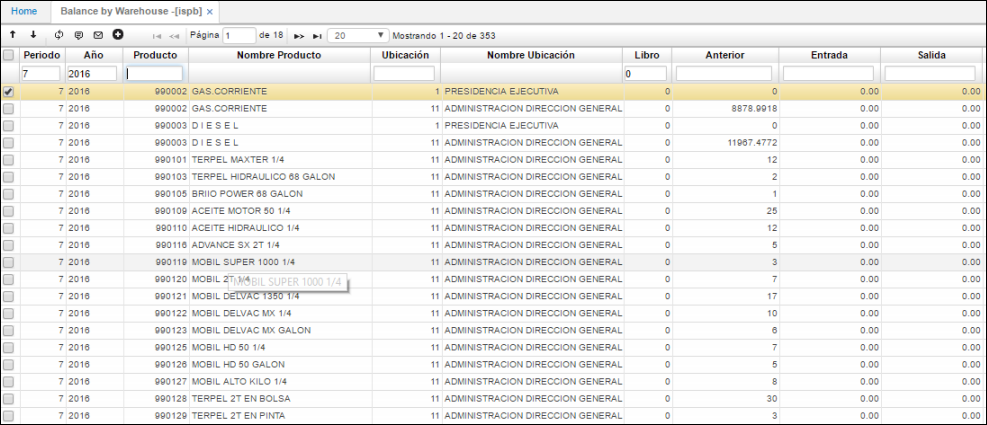 Home Balance by Warehouse -[ispb] ×
Página 1 de 18 20 Mostrando 1 - 20 de 353
Periodo Año Producto Nombre Producto Ubicación Nombre Ubicación Libro Anterior Entrada Salida
7 2016 0
7 2016 990002 GAS.CORRIENTE 1 PRESIDENCIA EJECUTIVA 0 0 0.00 0.00
7 2016 990002 GAS.CORRIENTE 11 ADMINISTRACION DIRECCION GENERAL 0 8878.9918 0.00 0.00
7 2016 990003 D I E S E L 1 PRESIDENCIA EJECUTIVA 0 0 0.00 0.00
7 2016 990003 D I E S E L 11 ADMINISTRACION DIRECCION GENERAL 0 11967.4772 0.00 0.00
7 2016 990101 TERPEL MAXTER 1/4 11 ADMINISTRACION DIRECCION GENERAL 0 12 0.00 0.00
7 2016 990103 TERPEL HIDRAULICO 68 GALON 11 ADMINISTRACION DIRECCION GENERAL 0 2 0.00 0.00
7 2016 990105 BRIIO POWER 68 GALON 11 ADMINISTRACION DIRECCION GENERAL 0 1 0.00 0.00
7 2016 990109 ACEITE MOTOR 50 1/4 11 ADMINISTRACION DIRECCION GENERAL 0 25 0.00 0.00
7 2016 990110 ACEITE HIDRAULICO 1/4 11 ADMINISTRACION DIRECCION GENERAL 0 12 0.00 0.00
7 2016 990116 ADVANCE SX 2T 1/4 11 ADMINISTRACION DIRECCION GENERAL 0 5 0.00 0.00
7 2016 990119 MOBIL SUPER 1000 1/4 11 ADMINISTRACION DIRECCION GENERAL 0 3 0.00 0.00
7 2016 990120 MOBIL 2T 1/4 11 ADMINISTRACION DIRECCION GENERAL 0 7 0.00 0.00
MOBIL SUPER 1000 1/4
7 2016 990121 MOBIL DELVAC 1350 1/4 11 ADMINISTRACION DIRECCION GENERAL 0 17 0.00 0.00
7 2016 990122 MOBIL DELVAC MX 1/4 11 ADMINISTRACION DIRECCION GENERAL 0 10 0.00 0.00
7 2016 990123 MOBIL DELVAC MX GALON 11 ADMINISTRACION DIRECCION GENERAL 0 6 0.00 0.00
7 2016 990125 MOBIL HD 50 1/4 11 ADMINISTRACION DIRECCION GENERAL 0 7 0.00 0.00
7 2016 990126 MOBIL HD 50 GALON 11 ADMINISTRACION DIRECCION GENERAL 0 5 0.00 0.00
7 2016 990127 MOBIL ALTO KILO 1/4 11 ADMINISTRACION DIRECCION GENERAL 0 8 0.00 0.00
7 2016 990128 TERPEL 2T EN BOLSA 11 ADMINISTRACION DIRECCION GENERAL 0 30 0.00 0.00
7 2016 990129 TERPEL 2T EN PINTA 11 ADMINISTRACION DIRECCION GENERAL 0 3 0.00 0.00